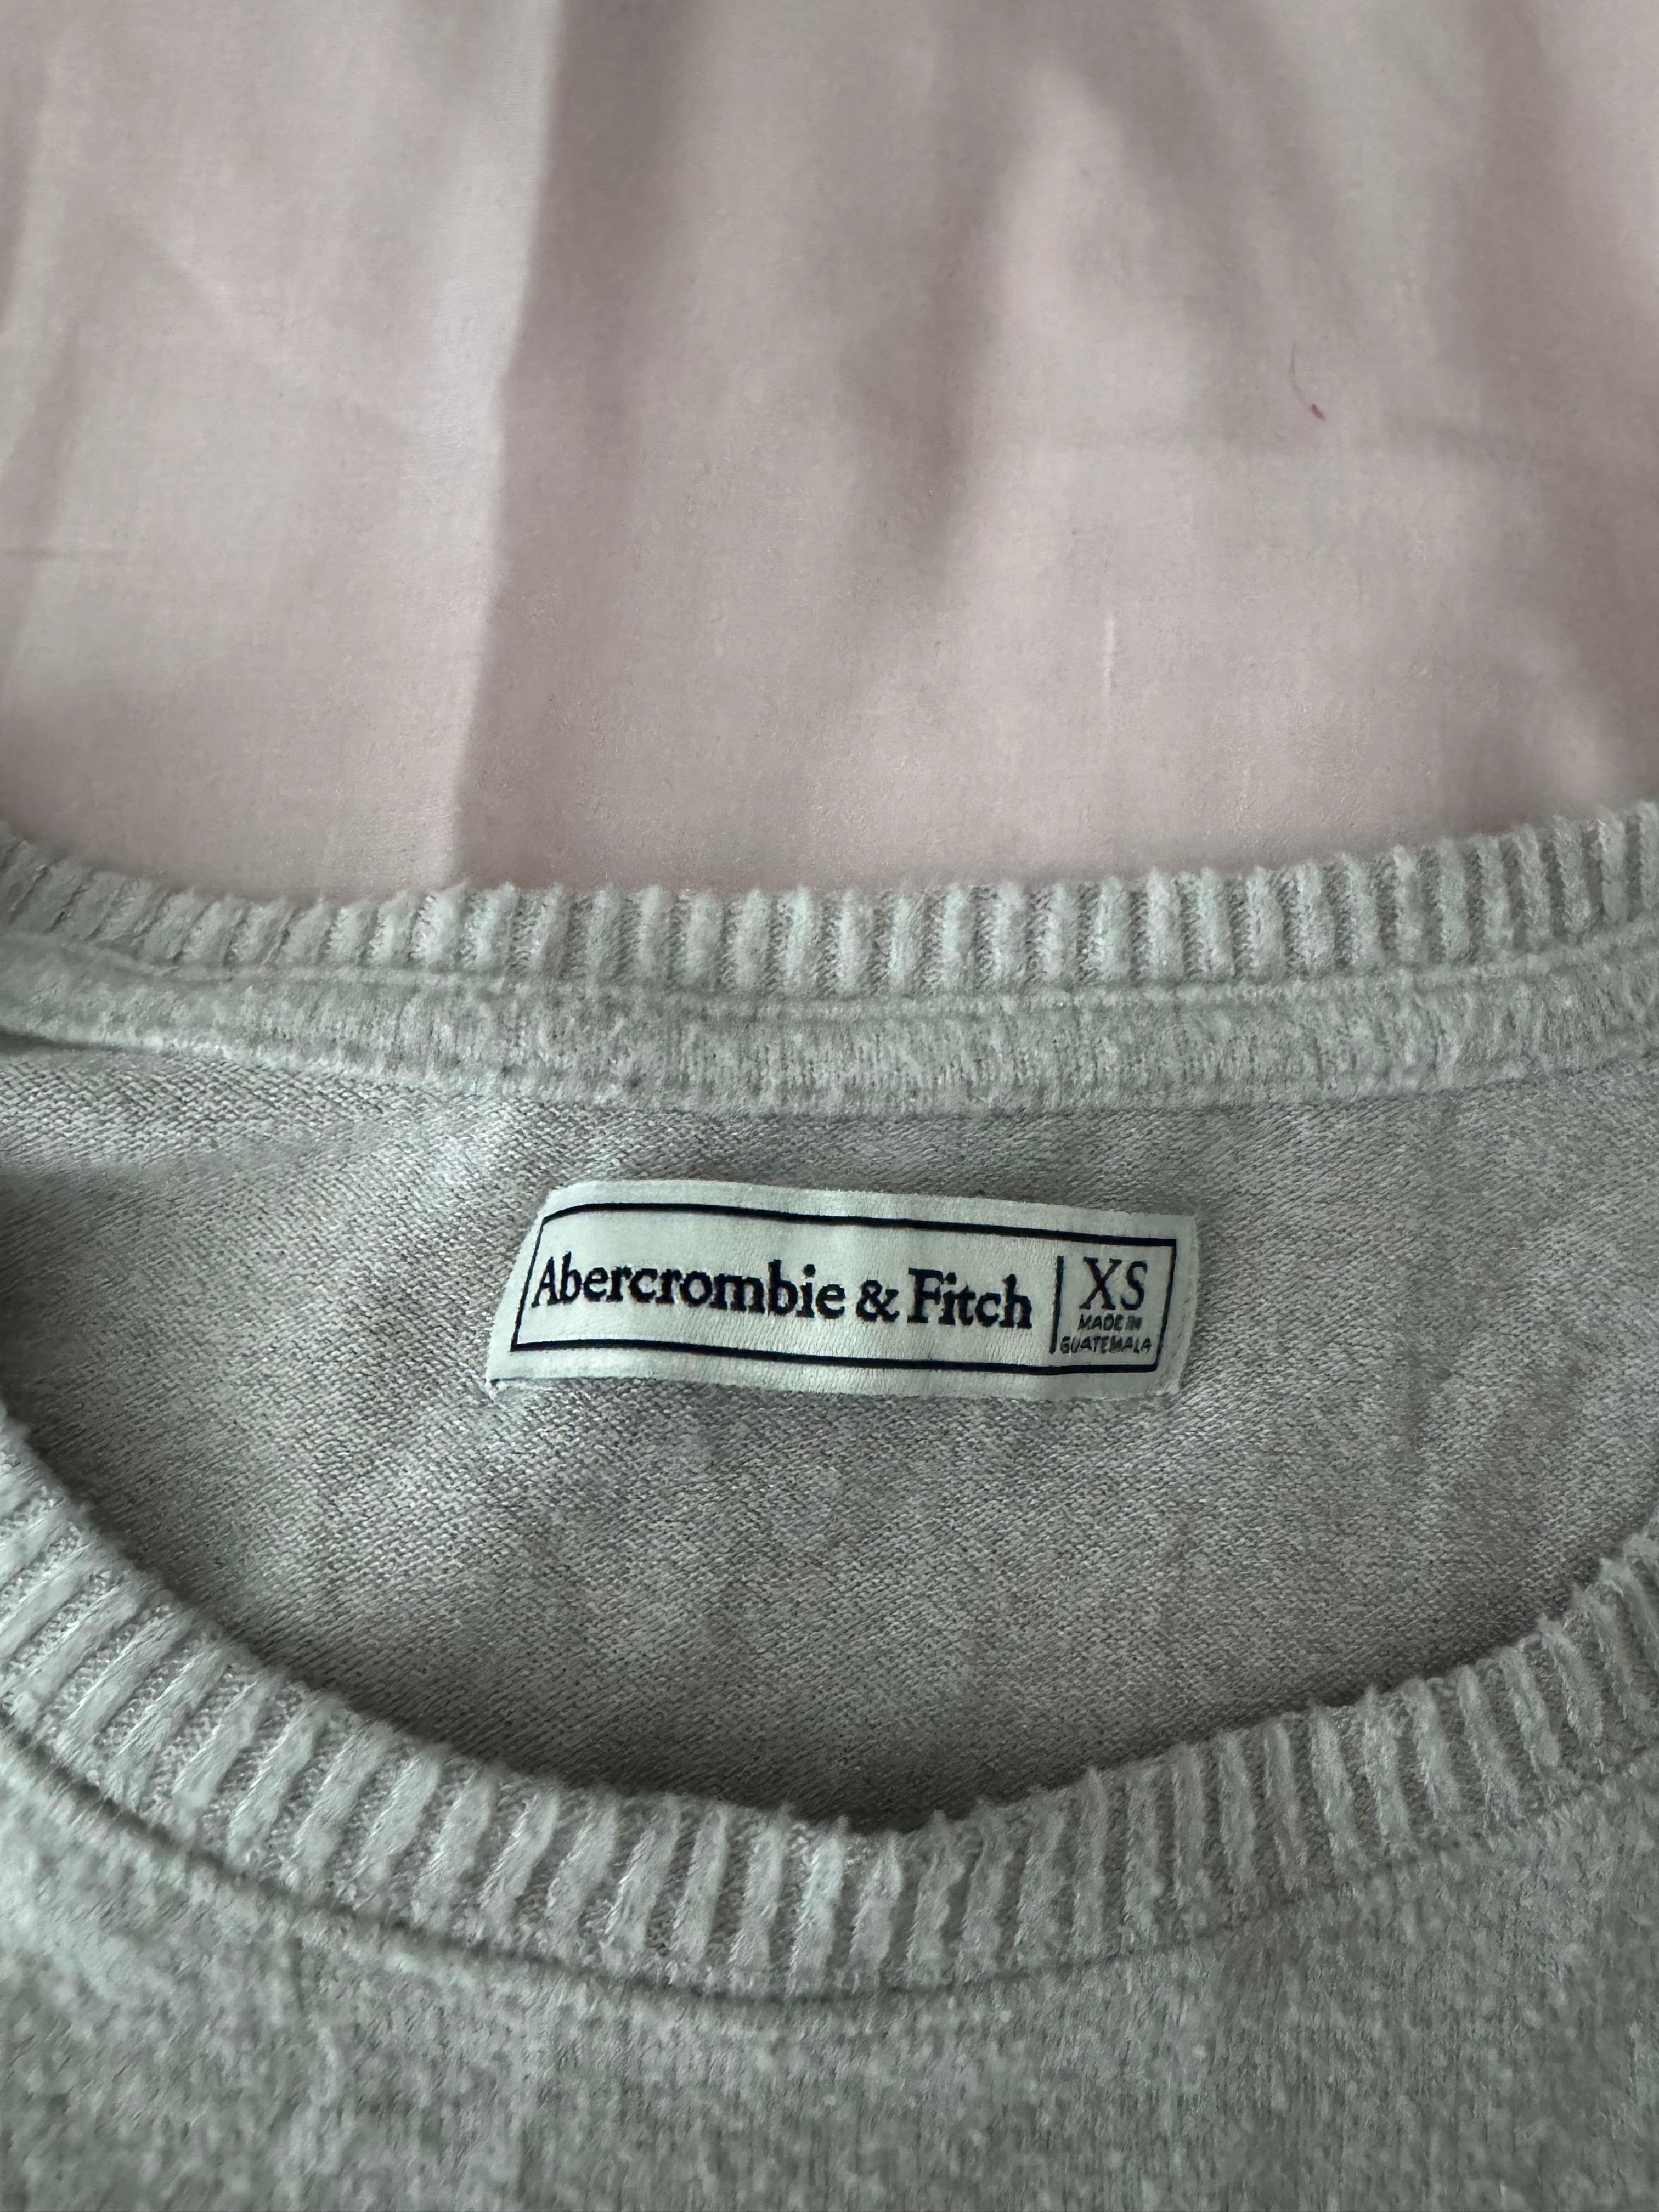 Abercrombie & Fitch
XS
MADE IN
GUATEMALA